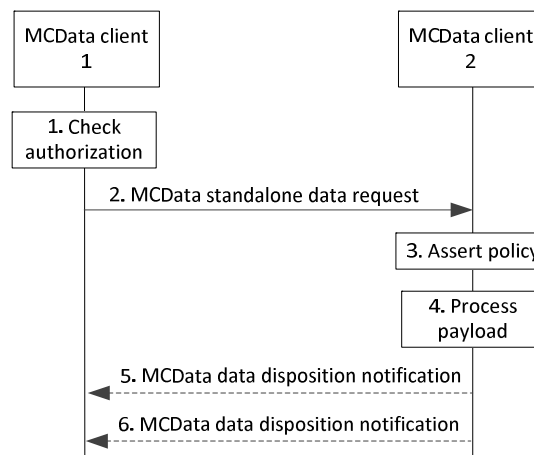 MCData client
1
MCData client
2
1. Check
authorization
2. MCData standalone data request
3. Assert policy
4. Process
payload
5. MCData data disposition notification
6. MCData data disposition notification